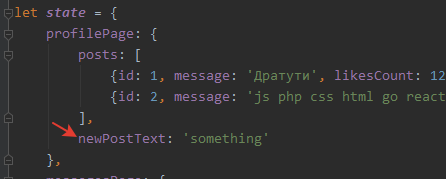 let state = {
profilePage: {
posts: [
{id: 1, message: 'Дратути', likesCount: 12
{id: 2, message: 'js php css html go react
],
newPostText: 'something'
},